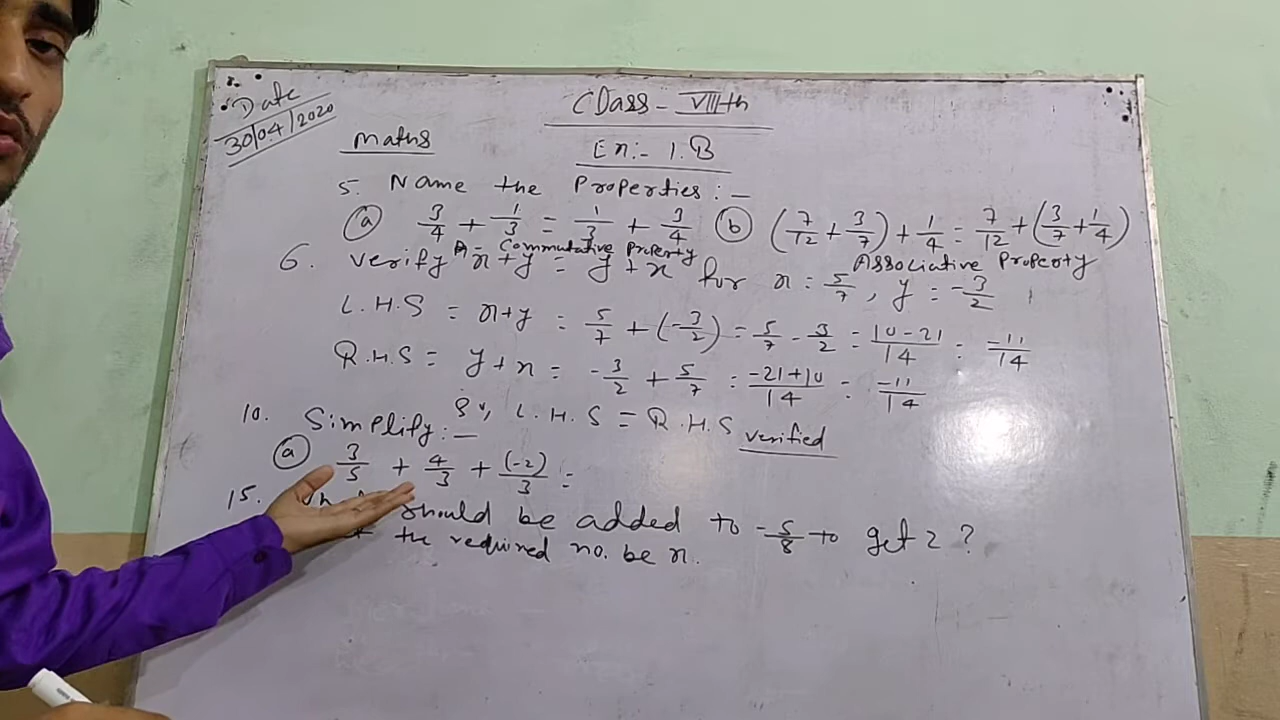 Date
30/04/2020
Class - VIIIth
Maths
Ex:- 1.B
5. Name the Properties:-
(a) 3/4 + 1/3 = 1/3 + 3/4 (b) (7/12 + 3/7) + 1/4 = 7/12 + (3/7 + 1/4)
A= Commutative Property
Associative Property
6. verify x+y = y+x for x = 5/7, y = -3/2
L.H.S = x+y = 5/7 + (-3/2) = 5/7 - 3/2 = 10-21/14 = -11/14
R.H.S = y+x = -3/2 + 5/7 = -21+10/14 = -11/14
So, L.H.S = R.H.S verified
10. Simplify:-
(a) 3/5 + 4/3 + (-2)/3 =
15. should be added to -5/8 to get 2 ?
the required no. be x.